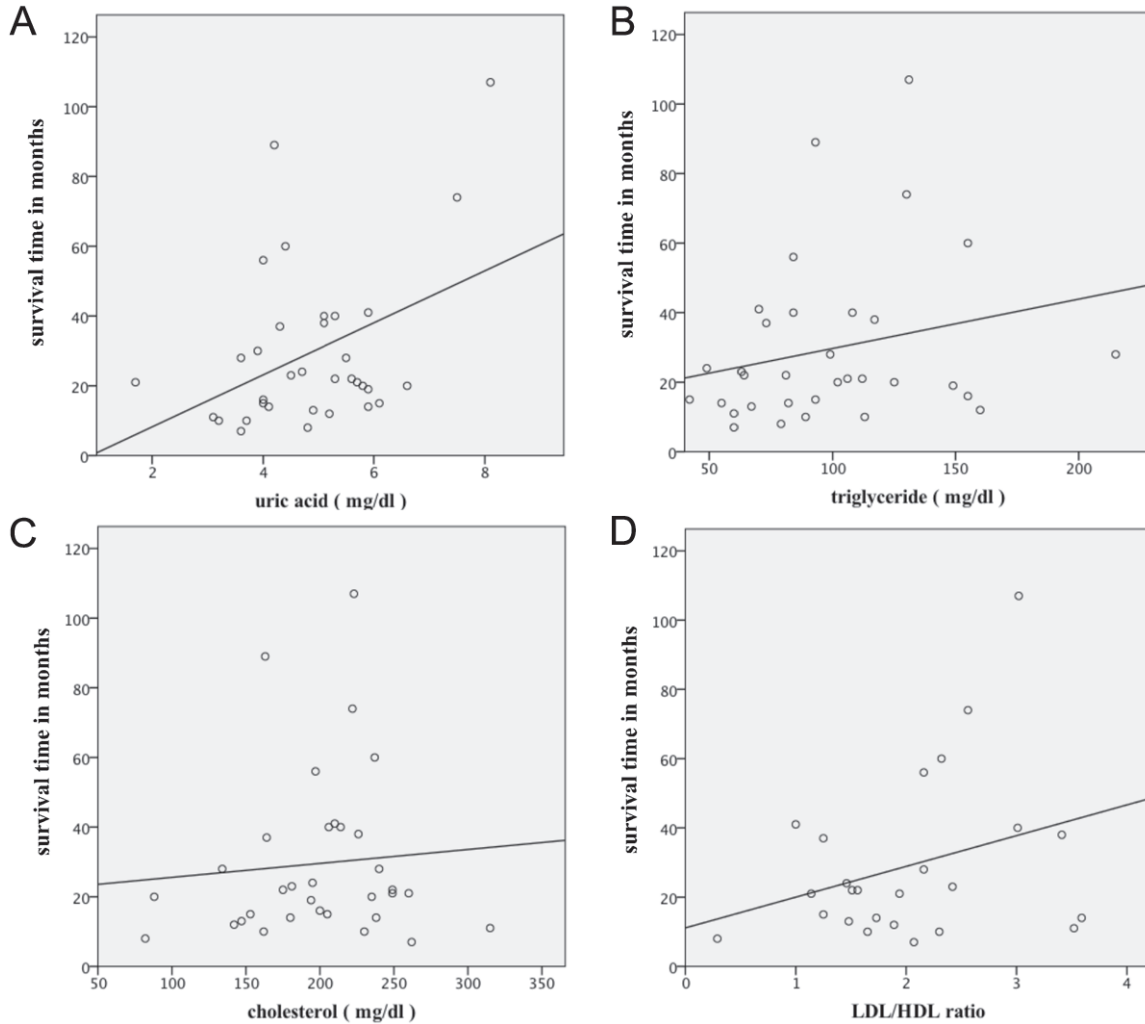 A
120
100
80
60
40
20
0
survival time in months
2 4 6 8
uric acid ( mg/dl )
B
120
100
80
60
40
20
0
survival time in months
50 100 150 200
triglyceride ( mg/dl )
C
120
100
80
60
40
20
0
survival time in months
50 100 150 200 250 300 350
cholesterol ( mg/dl )
D
120
100
80
60
40
20
0
survival time in months
0 1 2 3 4
LDL/HDL ratio